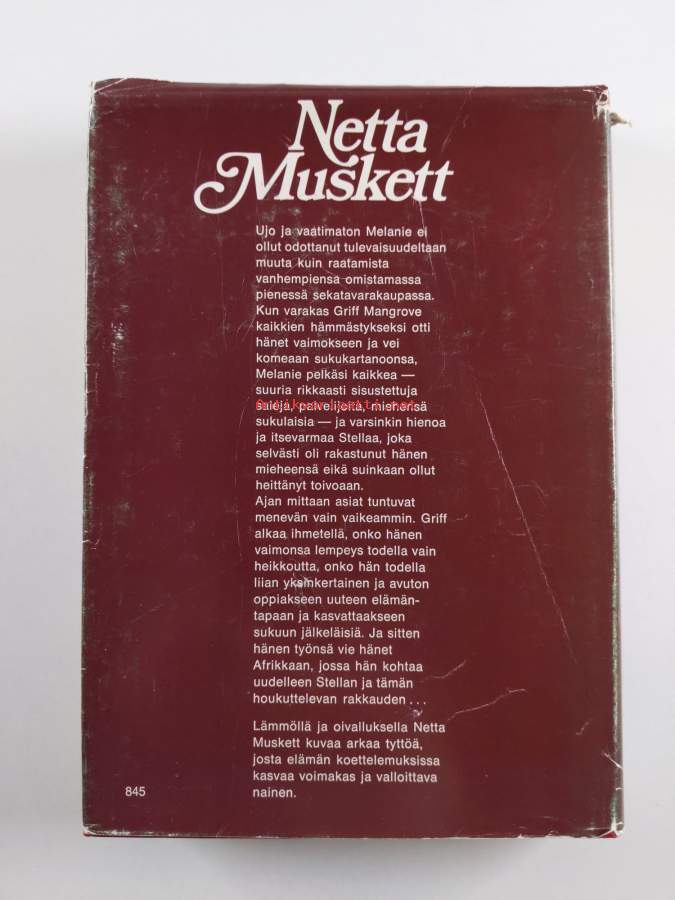 Netta
Muskett
Ujo ja vaatimaton Melanie ei
ollut odottanut tulevaisuudeltaan
muuta kuin raatamista
vanhempiensa omistamassa
pienessä sekatavarakaupassa.
Kun varakas Griff Mangrove
kaikkien hämmästykseksi otti
hänet vaimokseen ja vei
komeaan sukukartanoonsa,
Melanie pelkäsi kaikkea —
suuria rikkaasti sisustettuja
palvelijoita, miehensä
sukulaisia — ja varsinkin hienoa
ja itsevarmaa Stellaa, joka
selvästi oli rakastunut hänen
mieheensä eikä suinkaan ollut
heittänyt toivoaan.
Ajan mittaan asiat tuntuvat
menevän vain vaikeammin. Griff
alkaa ihmetellä, onko hänen
vaimonsa lempeys todella vain
heikkoutta, onko hän todella
liian yksinkertainen ja avuton
oppiakseen uuteen elämän-
tapaan ja kasvattaakseen
sukuun jälkeläisiä. Ja sitten
hänen työnsä vie hänet
Afrikkaan, jossa hän kohtaa
uudelleen Stellan ja tämän
houkuttelevan rakkauden . . .
Lämmöllä ja oivalluksella Netta
Muskett kuvaa arkaa tyttöä,
josta elämän koettelemuksissa
kasvaa voimakas ja valloittava
nainen.
845